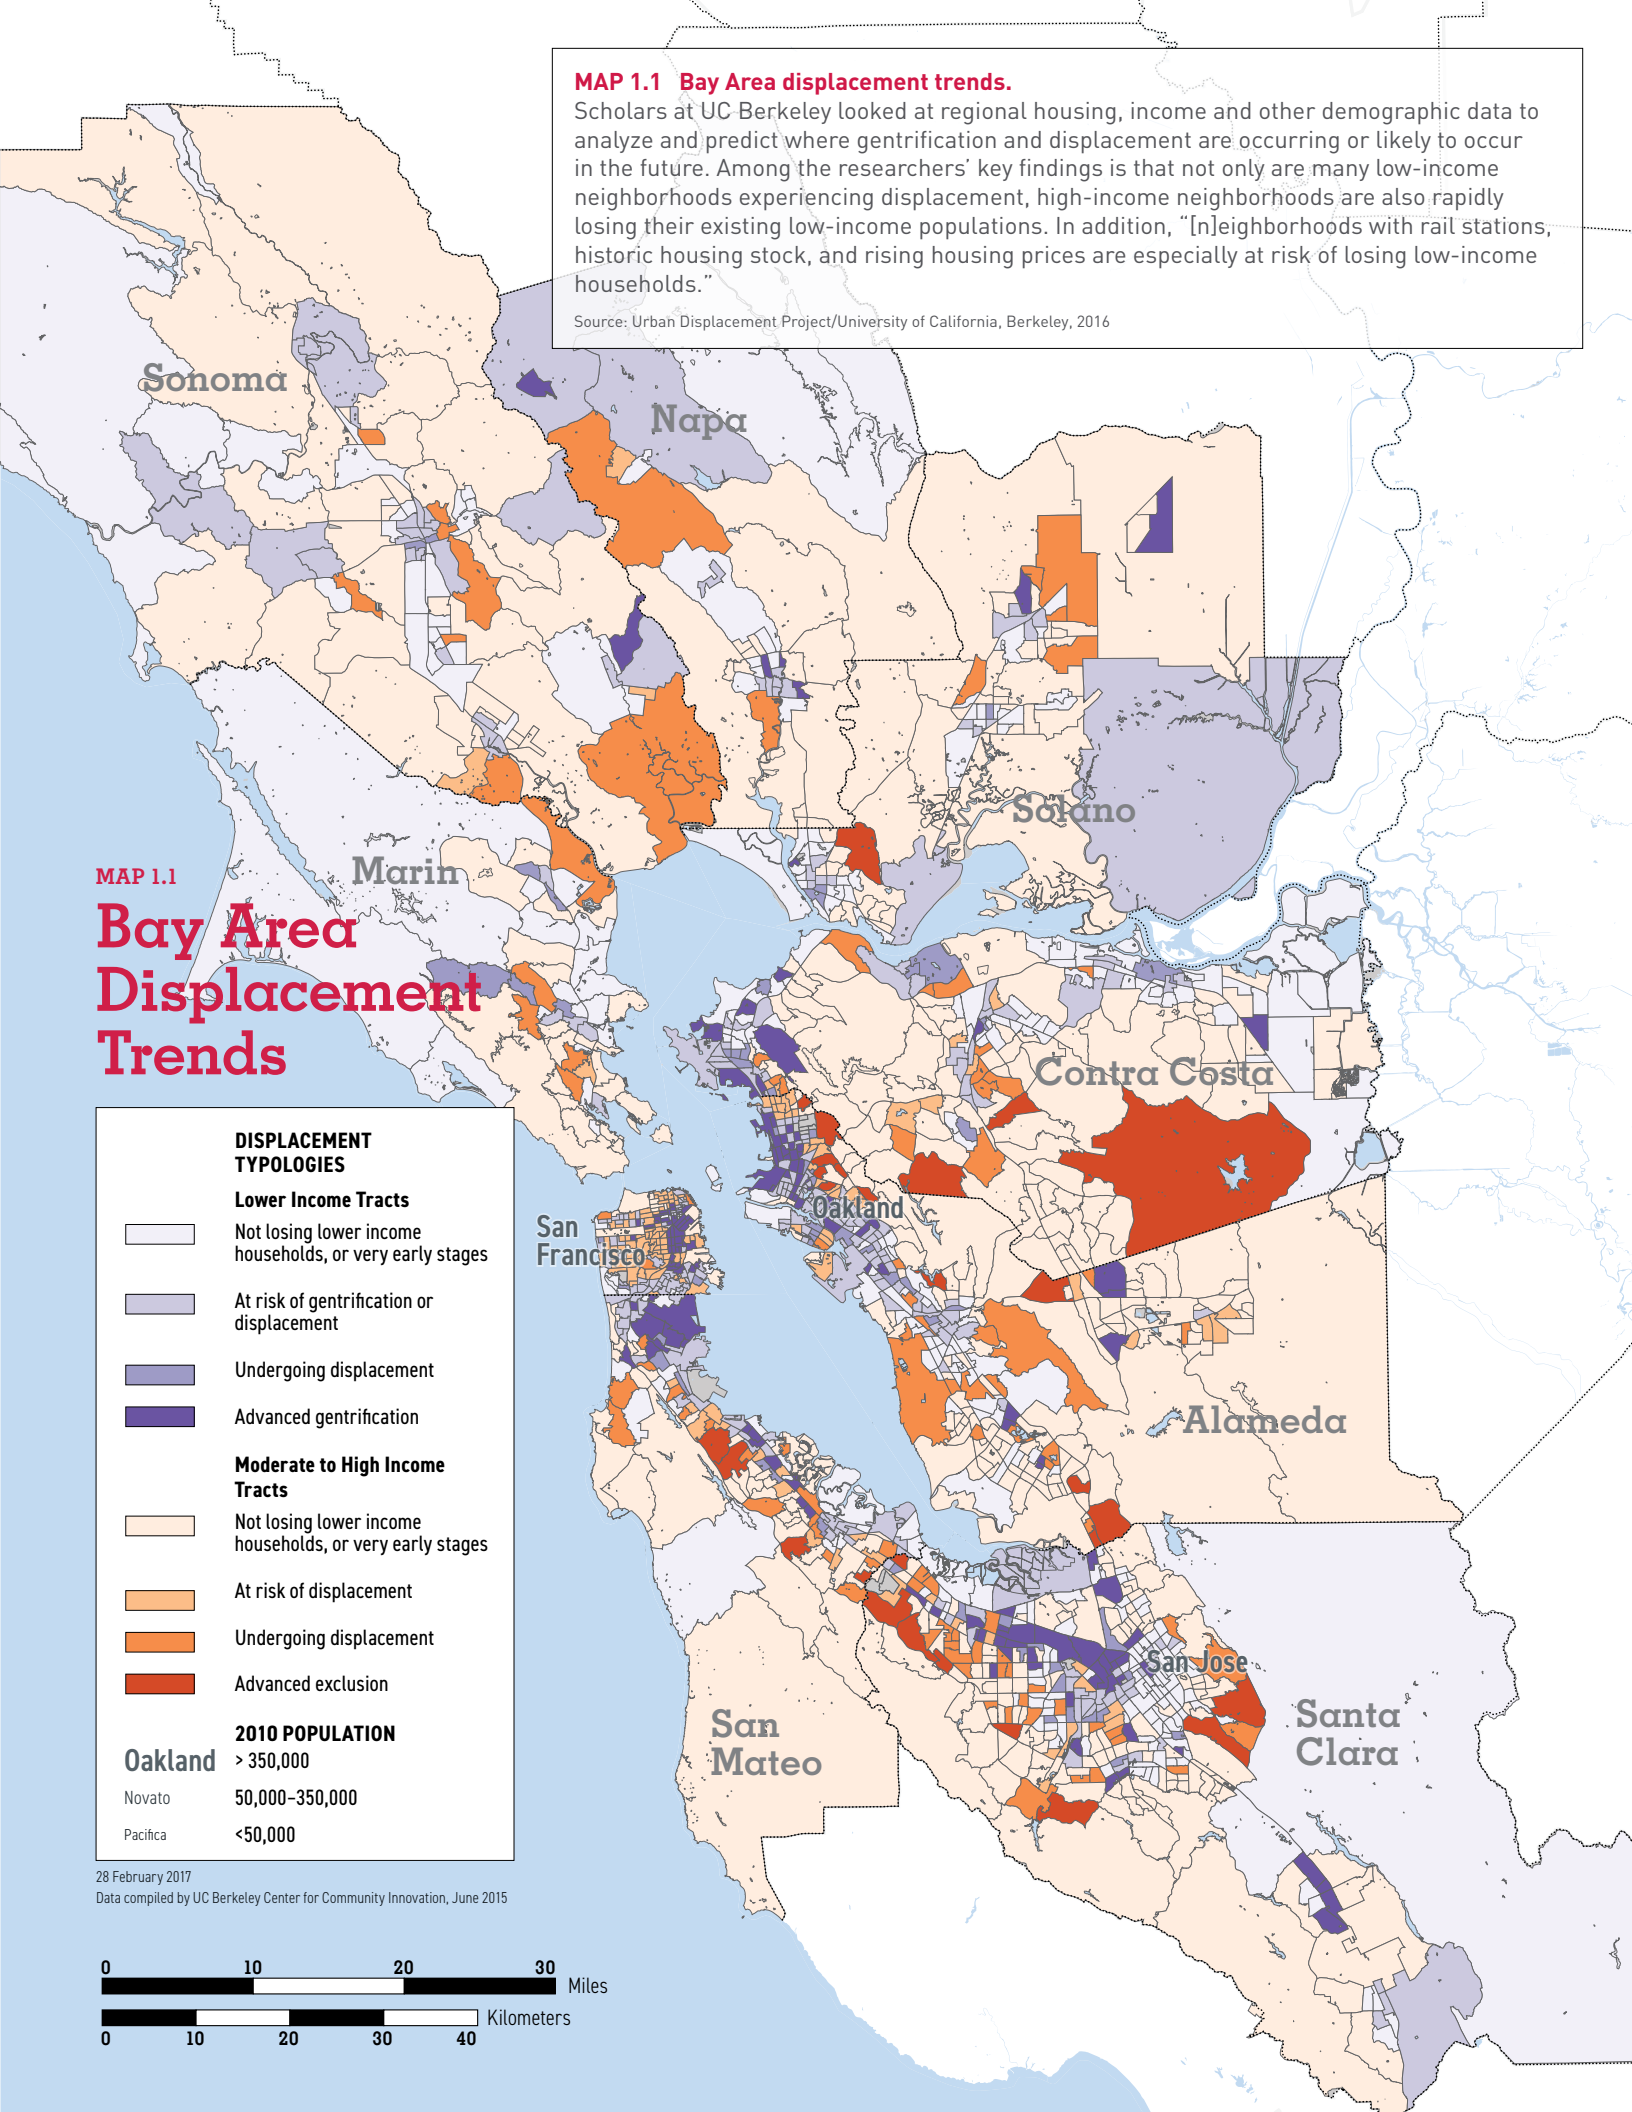 MAP 1.1 Bay Area displacement trends.
Scholars at UC Berkeley looked at regional housing, income and other demographic data to
analyze and predict where gentrification and displacement are occurring or likely to occur
in the future. Among the researchers’ key findings is that not only are many low-income
neighborhoods experiencing displacement, high-income neighborhoods are also rapidly
losing their existing low-income populations. In addition, “[n]eighborhoods with rail stations,
historic housing stock, and rising housing prices are especially at risk of losing low-income
households.”
Source: Urban Displacement Project/University of California, Berkeley, 2016
Sonoma
Napa
Solano
Marin
MAP 1.1
Bay Area
Displacement
Trends
Contra Costa
Oakland
San
Francisco
Alameda
San Jose
Santa
Clara
San
Mateo
DISPLACEMENT
TYPOLOGIES
Lower Income Tracts
Not losing lower income
households, or very early stages
At risk of gentrification or
displacement
Undergoing displacement
Advanced gentrification
Moderate to High Income
Tracts
Not losing lower income
households, or very early stages
At risk of displacement
Undergoing displacement
Advanced exclusion
2010 POPULATION
Oakland > 350,000
Novato 50,000–350,000
Pacifica <50,000
28 February 2017
Data compiled by UC Berkeley Center for Community Innovation, June 2015
0 10 20 30
Miles
Kilometers
0 10 20 30 40